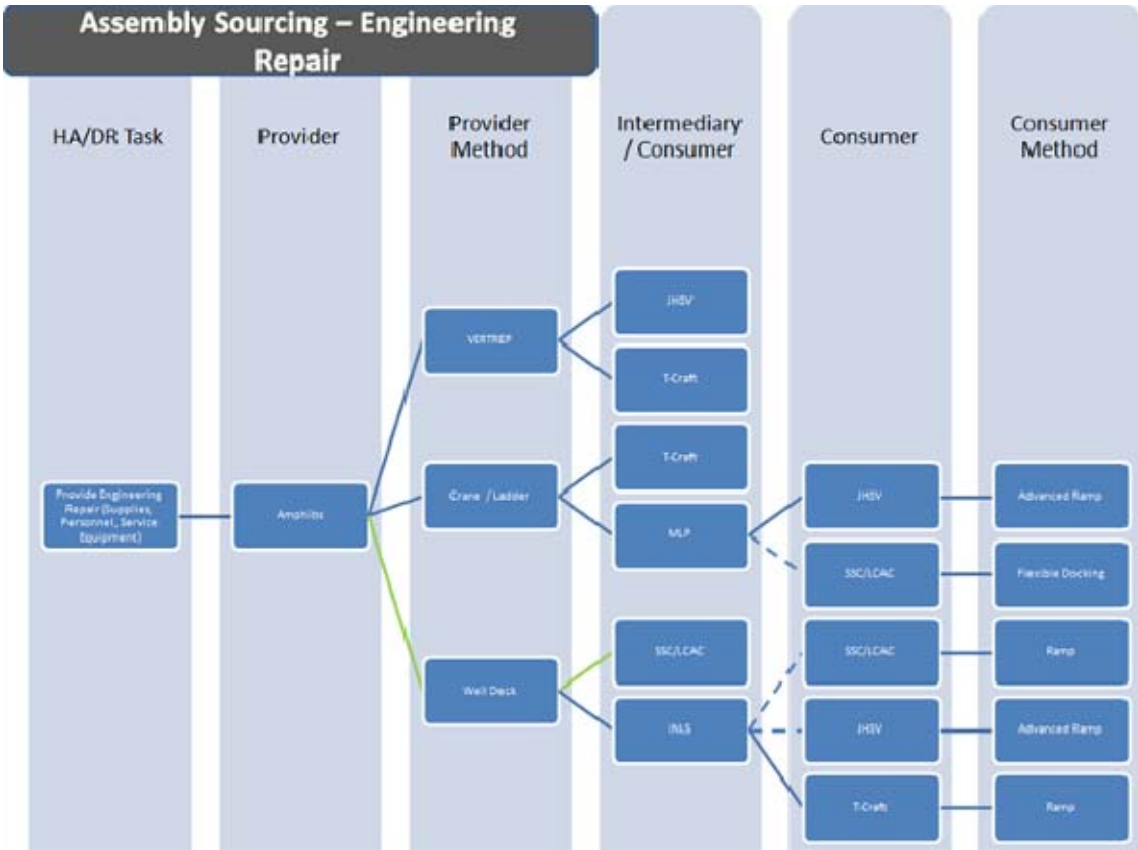 Assembly Sourcing – Engineering
Repair
HA/DR Task
Provider
Provider
Method
Intermediary
/ Consumer
Consumer
Consumer
Method
JHSV
VERTREP
T-Craft
T-Craft
Provide Engineering
Repair (Supplies,
Personnel, Service
Equipment)
Amphibs
Crane / Ladder
JHSV
Advanced Ramp
MLP
SSC/LCAC
Flexible Docking
SSC/LCAC
SSC/LCAC
Ramp
Well Deck
INLS
JHSV
Advanced Ramp
T-Craft
Ramp